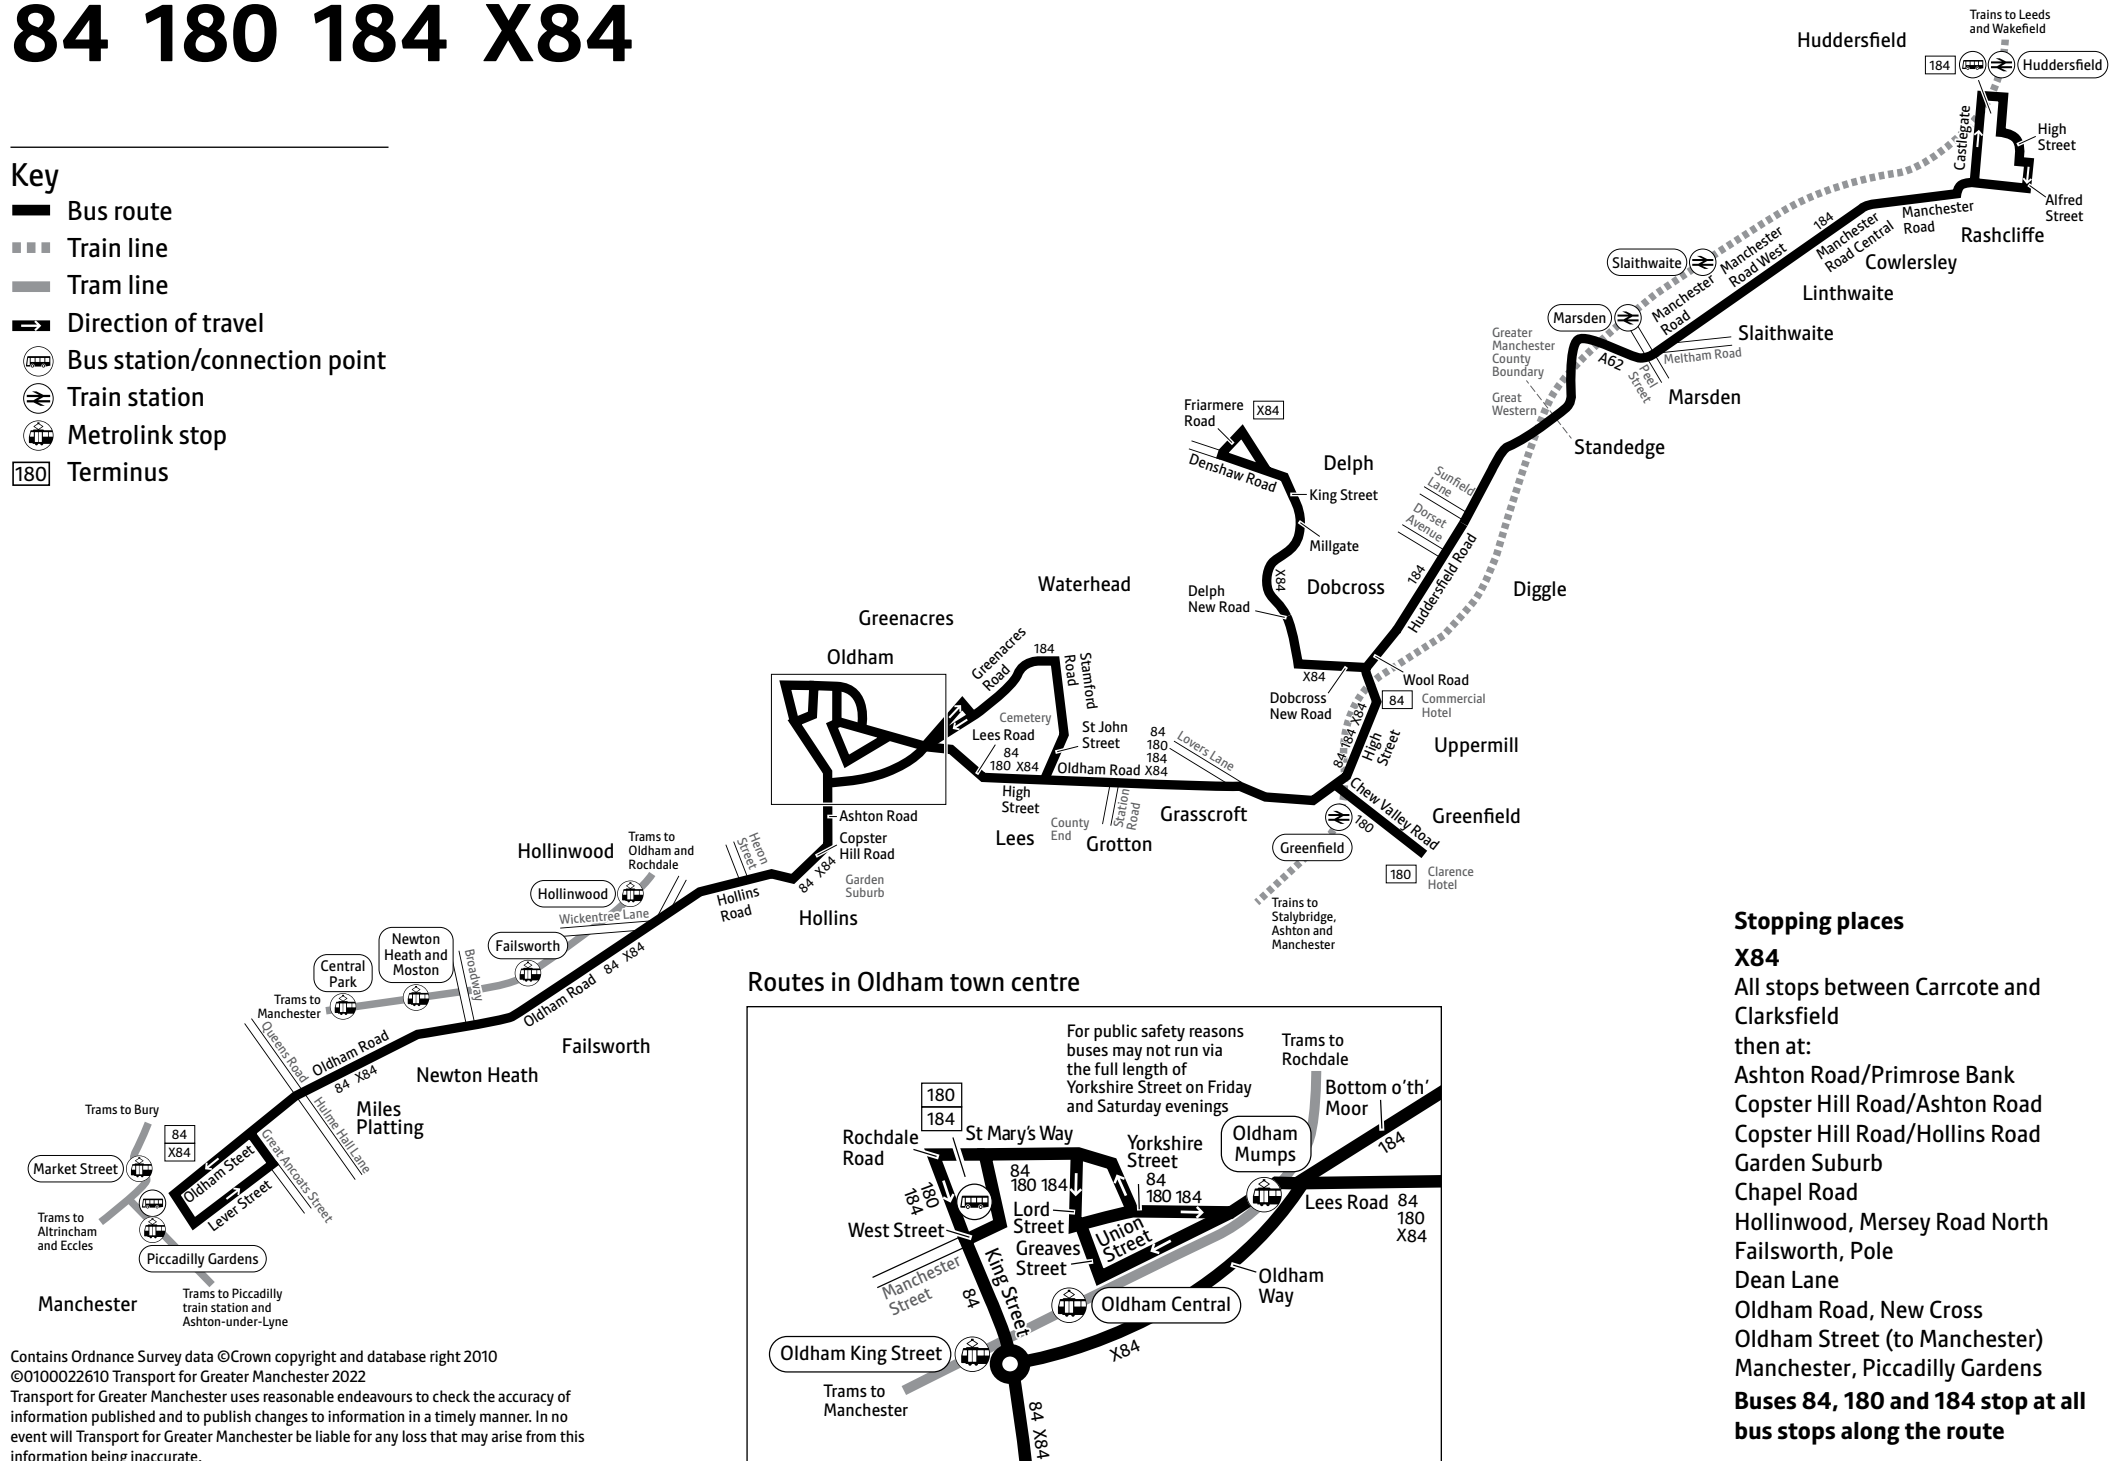 84 180 184 X84
Key
Bus route
Train line
Tram line
Direction of travel
Bus station/connection point
Train station
Metrolink stop
180 Terminus
Trains to Leeds
and Wakefield
Huddersfield
184
Huddersfield
Castlegate
High
Street
Alfred
Street
Manchester
Road
Rashcliffe
184
Manchester
Road Central
Cowlersley
Manchester
Road West
Linthwaite
Slaithwaite
Manchester
Road
Slaithwaite
Marsden
Meltham Road
A62
Peel
Street
Marsden
Greater
Manchester
County
Boundary
Great
Western
Standedge
Friarmere
Road
X84
Denshaw Road
Delph
King Street
Millgate
X84
Delph
New Road
Dobcross
Sunfield
Lane
Dorset
Avenue
184
Huddersfield Road
Diggle
X84
Dobcross
New Road
Wool Road
84
Commercial
Hotel
84 184 X84
High
Street
Uppermill
Waterhead
Greenacres
Oldham
Greenacres
Road
184
Stamford
Road
Cemetery
Lees Road
84
180 X84
St John
Street
Oldham Road
84
180
184
X84
Lovers Lane
High
Street
Lees
County
End
Station
Road
Grotton
Grasscroft
Chew Valley Road
180
Greenfield
Greenfield
180
Clarence
Hotel
Trains to
Stalybridge,
Ashton and
Manchester
Ashton Road
Copster
Hill Road
84 X84
Garden
Suburb
Hollins
Heron
Street
Hollins
Road
Hollinwood
Trams to
Oldham and
Rochdale
Hollinwood
Wickentree Lane
Failsworth
84 X84
Oldham Road
Failsworth
Newton
Heath and
Moston
Broadway
Central
Park
Trams to
Manchester
Newton Heath
Queens Road
Oldham Road
84 X84
Miles
Platting
Hulme Hall Lane
Great Ancoats Street
Trams to Bury
84
X84
Market Street
Oldham Steet
Lever Street
Trams to
Altrincham
and Eccles
Piccadilly Gardens
Manchester
Trams to Piccadilly
train station and
Ashton-under-Lyne
Routes in Oldham town centre
For public safety reasons
buses may not run via
the full length of
Yorkshire Street on Friday
and Saturday evenings
Trams to
Rochdale
Bottom o'th'
Moor
184
180
184
Rochdale
Road
St Mary's Way
Yorkshire
Street
84
180 184
Oldham
Mumps
84
180 184
180
184
Lord
Street
West Street
Greaves
Street
Union
Street
Lees Road
84
180
X84
Manchester
Street
King Street
84
Oldham
Way
Oldham Central
Oldham King Street
X84
Trams to
Manchester
84 X84
Stopping places
X84
All stops between Carrcote and
Clarksfield
then at:
Ashton Road/Primrose Bank
Copster Hill Road/Ashton Road
Copster Hill Road/Hollins Road
Garden Suburb
Chapel Road
Hollinwood, Mersey Road North
Failsworth, Pole
Dean Lane
Oldham Road, New Cross
Oldham Street (to Manchester)
Manchester, Piccadilly Gardens
Buses 84, 180 and 184 stop at all
bus stops along the route
Contains Ordnance Survey data ©Crown copyright and database right 2010
©0100022610 Transport for Greater Manchester 2022
Transport for Greater Manchester uses reasonable endeavours to check the accuracy of
information published and to publish changes to information in a timely manner. In no
event will Transport for Greater Manchester be liable for any loss that may arise from this
information being inaccurate.